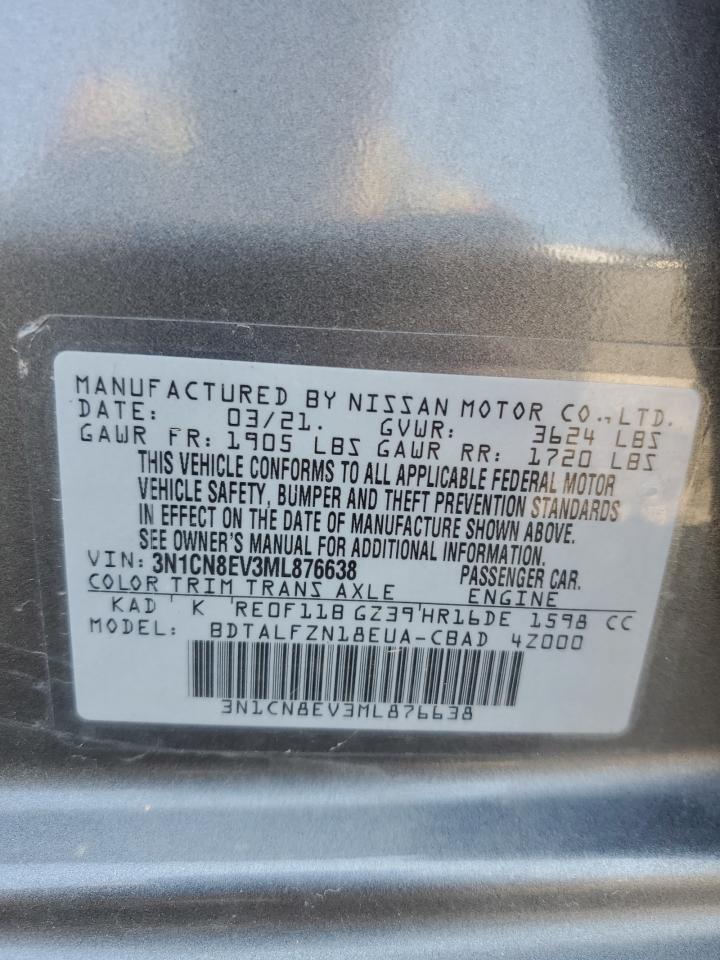 MANUFACTURED BY NISSAN MOTOR CO.,LTD.
DATE: 03/21. GVWR: 3624 LBS
GAWR FR: 1905 LBS GAWR RR: 1720 LBS
THIS VEHICLE CONFORMS TO ALL APPLICABLE FEDERAL MOTOR
VEHICLE SAFETY, BUMPER AND THEFT PREVENTION STANDARDS
IN EFFECT ON THE DATE OF MANUFACTURE SHOWN ABOVE.
SEE OWNER'S MANUAL FOR ADDITIONAL INFORMATION.
VIN: 3N1CN8EV3ML876638 PASSENGER CAR.
COLOR TRIM TRANS AXLE ENGINE
KAD K RE0F11B GZ39 HR16DE 1598 CC
MODEL: BDTALFZN18EUA-CBAD 4Z000
3N1CN8EV3ML876638